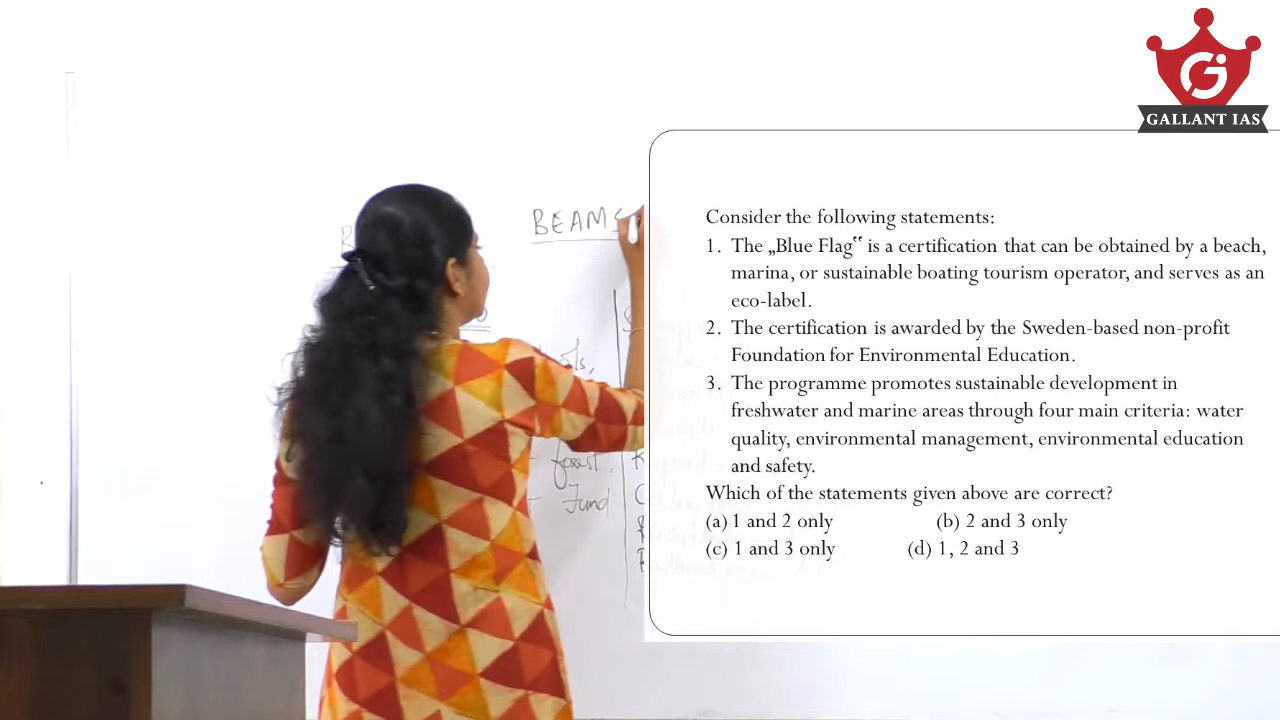 GALLANT IAS
BEAMS
Consider the following statements:
1. The „Blue Flag‟ is a certification that can be obtained by a beach,
marina, or sustainable boating tourism operator, and serves as an
eco-label.
2. The certification is awarded by the Sweden-based non-profit
Foundation for Environmental Education.
3. The programme promotes sustainable development in
freshwater and marine areas through four main criteria: water
quality, environmental management, environmental education
and safety.
Which of the statements given above are correct?
(a) 1 and 2 only (b) 2 and 3 only
(c) 1 and 3 only (d) 1, 2 and 3
- forest,
- Fund